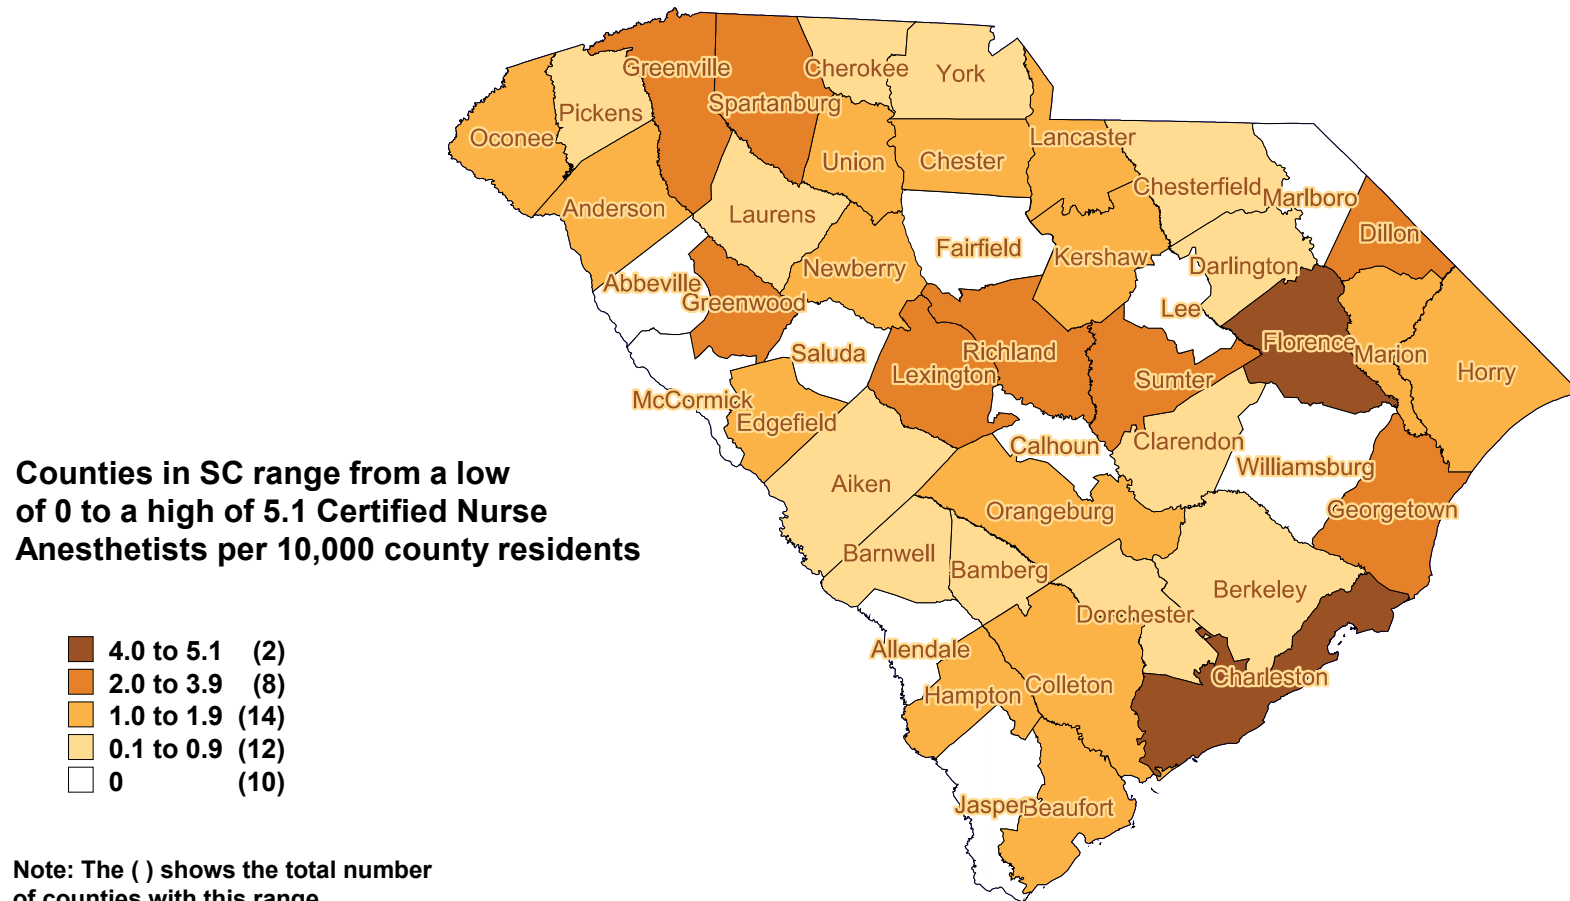 Greenville
Cherokee
York
Spartanburg
Pickens
Oconee
Union
Chester
Lancaster
Chesterfield
Marlboro
Anderson
Laurens
Dillon
Fairfield
Kershaw
Newberry
Darlington
Abbeville
Greenwood
Lee
Saluda
Richland
Lexington
Florence
Marion
Horry
Sumter
McCormick
Edgefield
Calhoun
Clarendon
Williamsburg
Aiken
Orangeburg
Georgetown
Barnwell
Bamberg
Berkeley
Dorchester
Allendale
Charleston
Hampton
Colleton
Jasper
Beaufort
Counties in SC range from a low
of 0 to a high of 5.1 Certified Nurse
Anesthetists per 10,000 county residents
4.0 to 5.1 (2)
2.0 to 3.9 (8)
1.0 to 1.9 (14)
0.1 to 0.9 (12)
0 (10)
Note: The ( ) shows the total number
of counties with this range